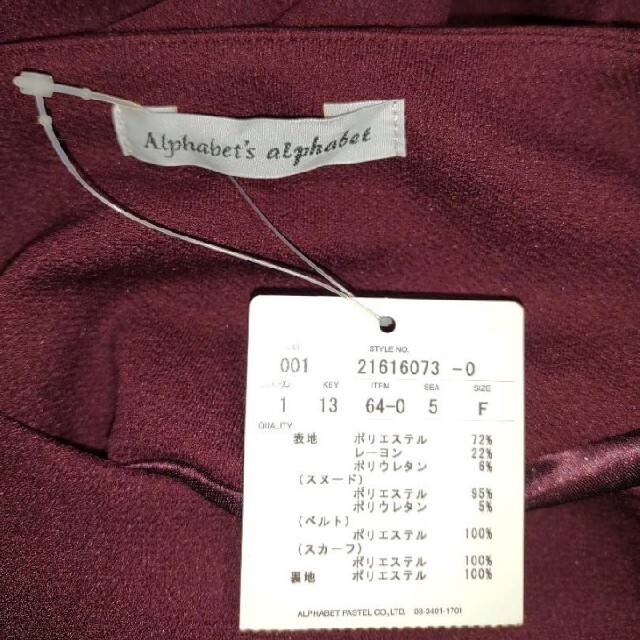 Alphabet's alphabet
STYLE NO.
001 21616073 -0
KEY ITEM SEA SIZE
1 13 64-0 5 F
QUALITY
表地 ポリエステル 72%
レーヨン 22%
ポリウレタン 6%
(スヌード)
ポリエステル 95%
ポリウレタン 5%
(ベルト)
ポリエステル 100%
(スカーフ)
ポリエステル 100%
裏地 ポリエステル 100%
ALPHABET PASTEL CO.,LTD. 03-3401-1701